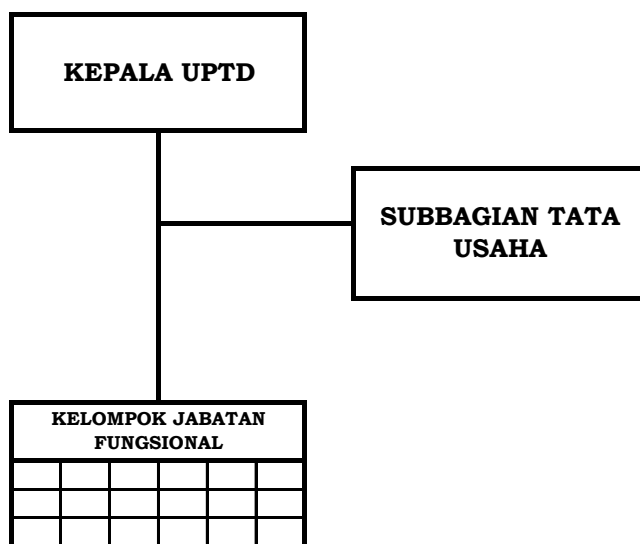 KEPALA UPTD
SUBBAGIAN TATA
USAHA
KELOMPOK JABATAN
FUNGSIONAL